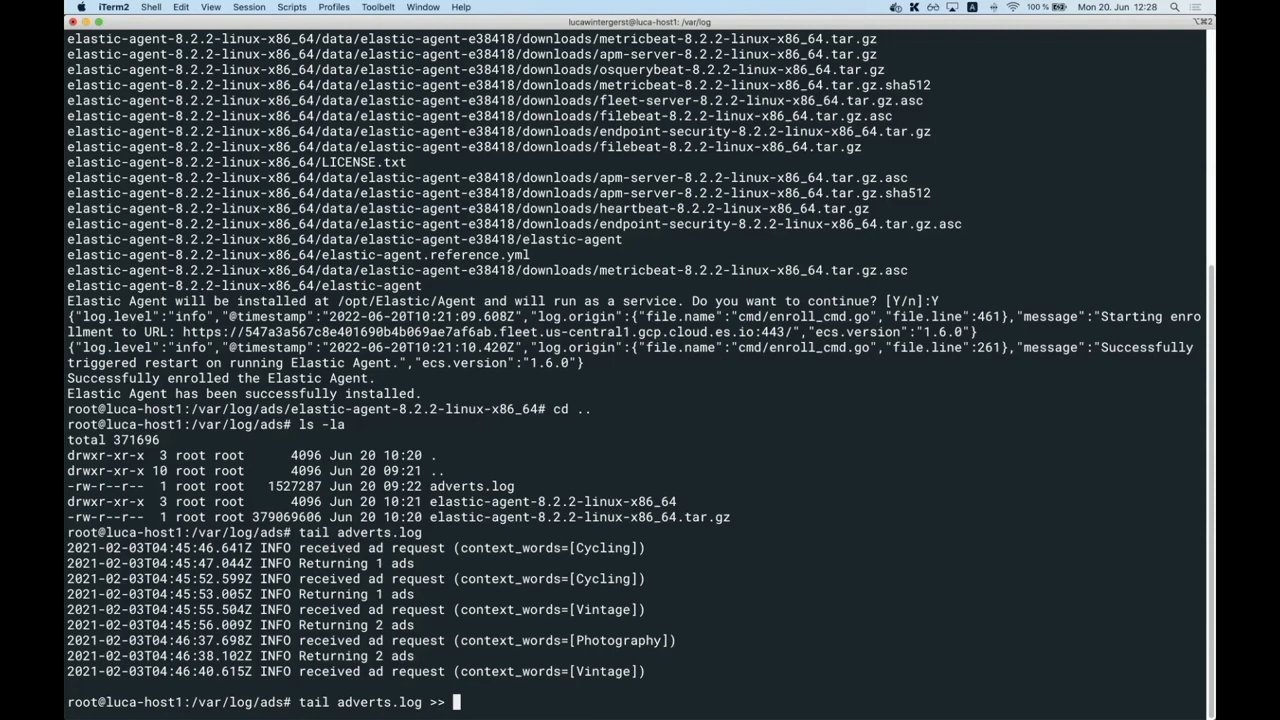 iTerm2 Shell Edit View Session Scripts Profiles Toolbelt Window Help 100 % Mon 20. Jun 12:28
lucawintergerst@luca-host1: /var/log ⌥⌘2
elastic-agent-8.2.2-linux-x86_64/data/elastic-agent-e38418/downloads/metricbeat-8.2.2-linux-x86_64.tar.gz
elastic-agent-8.2.2-linux-x86_64/data/elastic-agent-e38418/downloads/apm-server-8.2.2-linux-x86_64.tar.gz
elastic-agent-8.2.2-linux-x86_64/data/elastic-agent-e38418/downloads/osquerybeat-8.2.2-linux-x86_64.tar.gz
elastic-agent-8.2.2-linux-x86_64/data/elastic-agent-e38418/downloads/metricbeat-8.2.2-linux-x86_64.tar.gz.sha512
elastic-agent-8.2.2-linux-x86_64/data/elastic-agent-e38418/downloads/fleet-server-8.2.2-linux-x86_64.tar.gz.asc
elastic-agent-8.2.2-linux-x86_64/data/elastic-agent-e38418/downloads/filebeat-8.2.2-linux-x86_64.tar.gz.asc
elastic-agent-8.2.2-linux-x86_64/data/elastic-agent-e38418/downloads/endpoint-security-8.2.2-linux-x86_64.tar.gz
elastic-agent-8.2.2-linux-x86_64/data/elastic-agent-e38418/downloads/filebeat-8.2.2-linux-x86_64.tar.gz
elastic-agent-8.2.2-linux-x86_64/LICENSE.txt
elastic-agent-8.2.2-linux-x86_64/data/elastic-agent-e38418/downloads/apm-server-8.2.2-linux-x86_64.tar.gz.asc
elastic-agent-8.2.2-linux-x86_64/data/elastic-agent-e38418/downloads/apm-server-8.2.2-linux-x86_64.tar.gz.sha512
elastic-agent-8.2.2-linux-x86_64/data/elastic-agent-e38418/downloads/heartbeat-8.2.2-linux-x86_64.tar.gz
elastic-agent-8.2.2-linux-x86_64/data/elastic-agent-e38418/downloads/endpoint-security-8.2.2-linux-x86_64.tar.gz.asc
elastic-agent-8.2.2-linux-x86_64/data/elastic-agent-e38418/elastic-agent
elastic-agent-8.2.2-linux-x86_64/elastic-agent.reference.yml
elastic-agent-8.2.2-linux-x86_64/data/elastic-agent-e38418/downloads/metricbeat-8.2.2-linux-x86_64.tar.gz.asc
elastic-agent-8.2.2-linux-x86_64/elastic-agent
Elastic Agent will be installed at /opt/Elastic/Agent and will run as a service. Do you want to continue? [Y/n]:Y
{"log.level":"info","@timestamp":"2022-06-20T10:21:09.608Z","log.origin":{"file.name":"cmd/enroll_cmd.go","file.line":461},"message":"Starting enro
llment to URL: https://547a3a567c8e401690b4b069ae7af6ab.fleet.us-central1.gcp.cloud.es.io:443/","ecs.version":"1.6.0"}
{"log.level":"info","@timestamp":"2022-06-20T10:21:10.420Z","log.origin":{"file.name":"cmd/enroll_cmd.go","file.line":261},"message":"Successfully
triggered restart on running Elastic Agent.","ecs.version":"1.6.0"}
Successfully enrolled the Elastic Agent.
Elastic Agent has been successfully installed.
root@luca-host1:/var/log/ads/elastic-agent-8.2.2-linux-x86_64# cd ..
root@luca-host1:/var/log/ads# ls -la
total 371696
drwxr-xr-x  3 root root      4096 Jun 20 10:20 .
drwxr-xr-x 10 root root      4096 Jun 20 09:21 ..
-rw-r--r--  1 root root   1527287 Jun 20 09:22 adverts.log
drwxr-xr-x  3 root root      4096 Jun 20 10:21 elastic-agent-8.2.2-linux-x86_64
-rw-r--r--  1 root root 379069606 Jun 20 10:20 elastic-agent-8.2.2-linux-x86_64.tar.gz
root@luca-host1:/var/log/ads# tail adverts.log
2021-02-03T04:45:46.641Z INFO received ad request (context_words=[Cycling])
2021-02-03T04:45:47.044Z INFO Returning 1 ads
2021-02-03T04:45:52.599Z INFO received ad request (context_words=[Cycling])
2021-02-03T04:45:53.005Z INFO Returning 1 ads
2021-02-03T04:45:55.504Z INFO received ad request (context_words=[Vintage])
2021-02-03T04:45:56.009Z INFO Returning 2 ads
2021-02-03T04:46:37.698Z INFO received ad request (context_words=[Photography])
2021-02-03T04:46:38.102Z INFO Returning 2 ads
2021-02-03T04:46:40.615Z INFO received ad request (context_words=[Vintage])
root@luca-host1:/var/log/ads# tail adverts.log >>